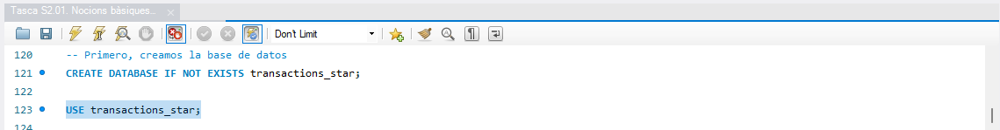 Tasca S2.01. Nocions bàsiques...
Don't Limit
120 -- Primero, creamos la base de datos
121 CREATE DATABASE IF NOT EXISTS transactions_star;
122
123 USE transactions_star;
124